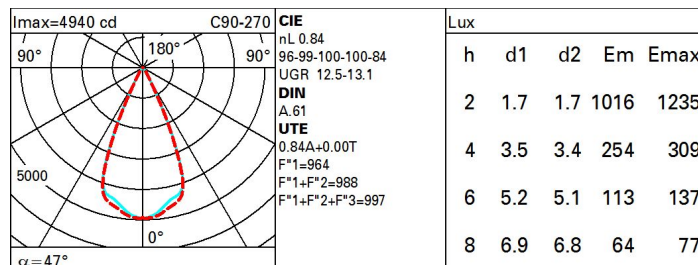 Imax=4940 cd C90-270
90° 180° 90°
5000
0°
α=47°
CIE
nL 0.84
96-99-100-100-84
UGR 12.5-13.1
DIN
A.61
UTE
0.84A+0.00T
F"1=964
F"1+F"2=988
F"1+F"2+F"3=997
Lux
h d1 d2 Em Emax
2 1.7 1.7 1016 1235
4 3.5 3.4 254 309
6 5.2 5.1 113 137
8 6.9 6.8 64 77